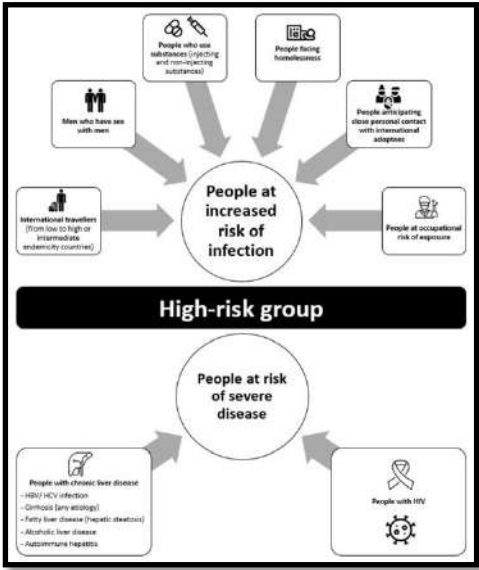 People who use
substances (injecting
and non-injecting
substances)
People facing
homelessness
Men who have sex
with men
People anticipating
close personal contact
with international
adoptees
International travellers
(from low to high or
intermediate
endemicity countries)
People at
increased
risk of
infection
People at occupational
risk of exposure
High-risk group
People at risk
of severe
disease
People with chronic liver disease
- HBV/ HCV infection
- Cirrhosis (any etiology)
- Fatty liver disease (hepatic steatosis)
- Alcoholic liver disease
- Autoimmune hepatitis
People with HIV